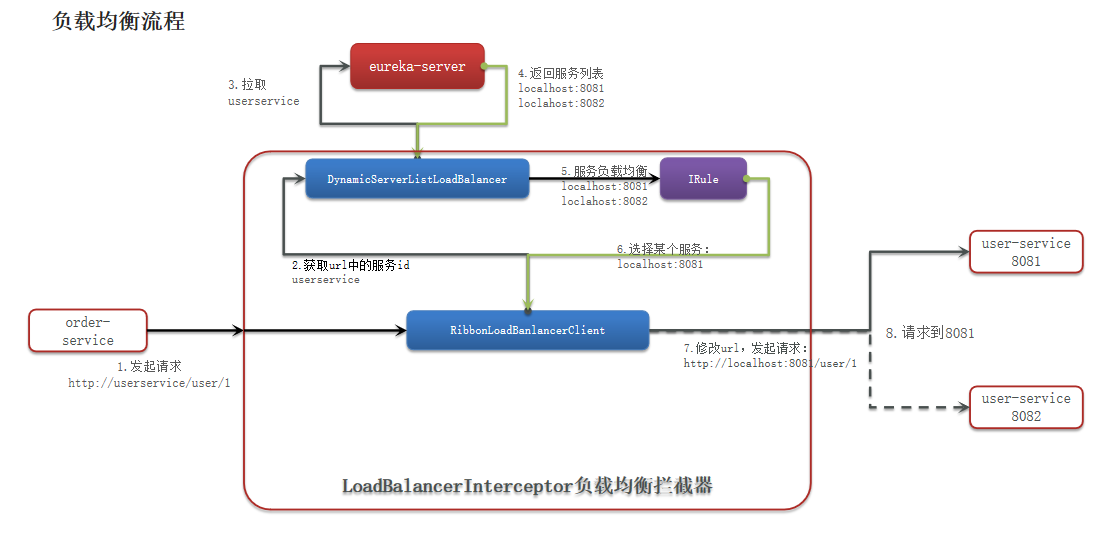 负载均衡流程
eureka-server
3.拉取
userservice
4.返回服务列表
localhost:8081
loclahost:8082
DynamicServerListLoadBalancer
5.服务负载均衡
localhost:8081
loclahost:8082
IRule
2.获取url中的服务id
userservice
6.选择某个服务：
localhost:8081
user-service
8081
order-
service
RibbonLoadBanlancerClient
1.发起请求
http://userservice/user/1
7.修改url，发起请求：
http://localhost:8081/user/1
8.请求到8081
user-service
8082
LoadBalancerInterceptor负载均衡拦截器